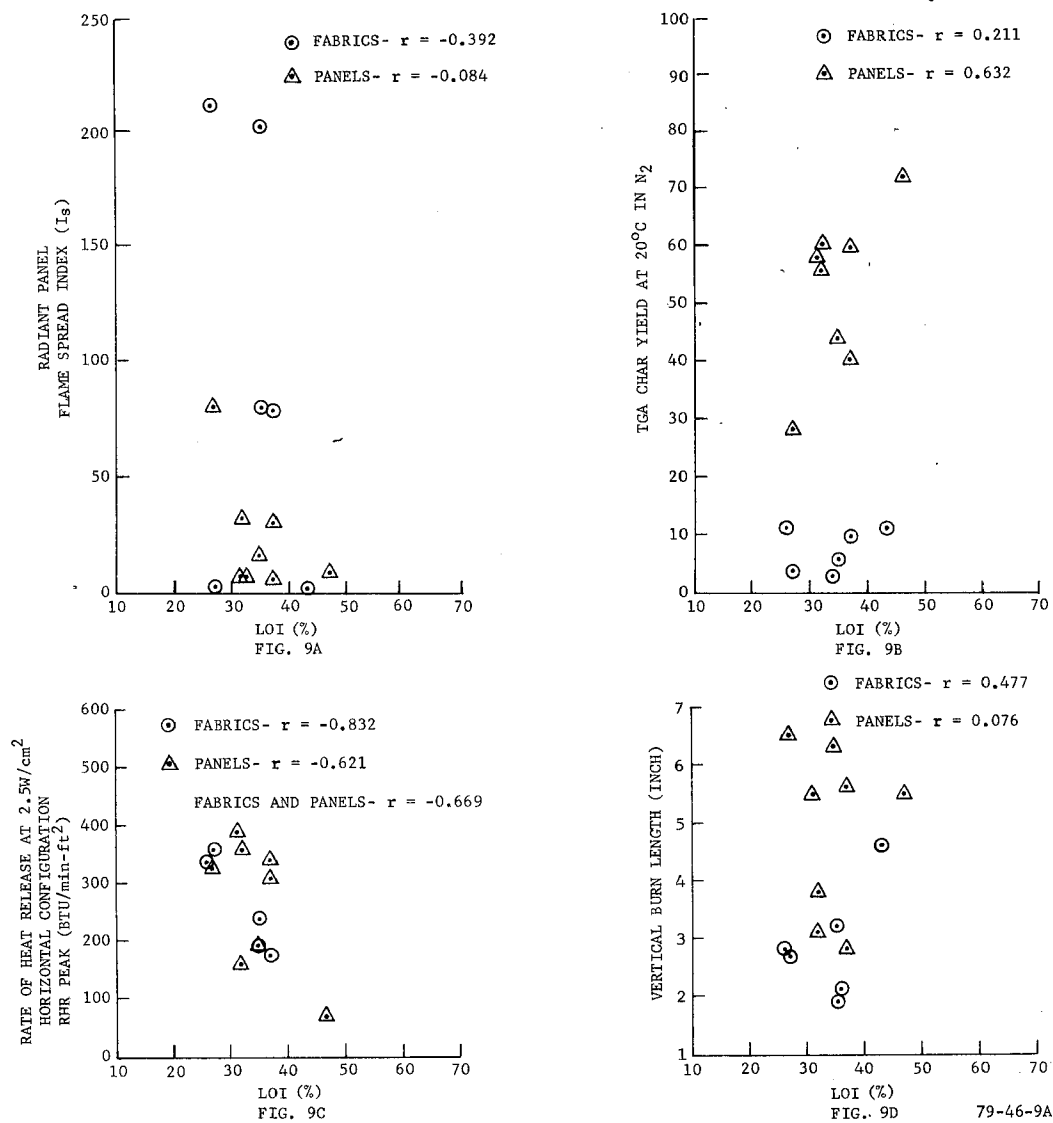 250
200
150
100
50
0
RADIANT PANEL
FLAME SPREAD INDEX (Is)
FABRICS- r = -0.392
PANELS- r = -0.084
10 20 30 40 50 60 70
LOI (%)
FIG. 9A
100
90
80
70
60
50
40
30
20
10
0
TGA CHAR YIELD AT 20°C IN N2
FABRICS- r = 0.211
PANELS- r = 0.632
10 20 30 40 50 60 70
LOI (%)
FIG. 9B
600
500
400
300
200
100
0
RATE OF HEAT RELEASE AT 2.5W/cm2
HORIZONTAL CONFIGURATION
RHR PEAK (BTU/min-ft2)
FABRICS- r = -0.832
PANELS- r = -0.621
FABRICS AND PANELS- r = -0.669
10 20 30 40 50 60 70
LOI (%)
FIG. 9C
7
6
5
4
3
2
1
VERTICAL BURN LENGTH (INCH)
FABRICS- r = 0.477
PANELS- r = 0.076
10 20 30 40 50 60 70
LOI (%)
FIG. 9D
79-46-9A